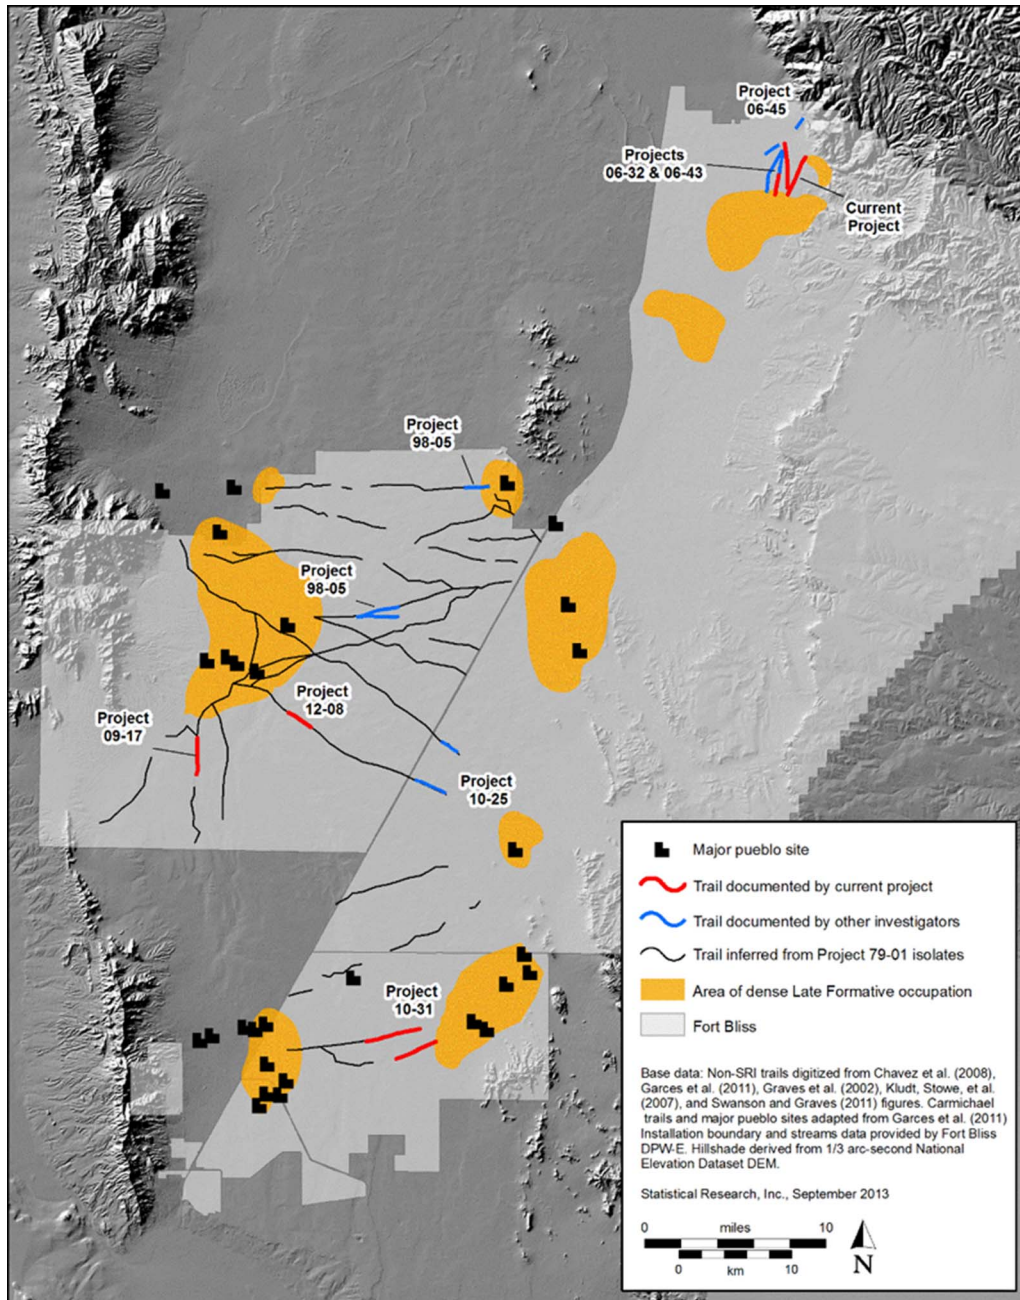 Project
06-45
Projects
06-32 & 06-43
Current
Project
Project
98-05
Project
98-05
Project
12-08
Project
09-17
Project
10-25
Project
10-31
Major pueblo site
Trail documented by current project
Trail documented by other investigators
Trail inferred from Project 79-01 isolates
Area of dense Late Formative occupation
Fort Bliss
Base data: Non-SRI trails digitized from Chavez et al. (2008),
Garces et al. (2011), Graves et al. (2002), Kludt, Stowe, et al.
(2007), and Swanson and Graves (2011) figures. Carmichael
trails and major pueblo sites adapted from Garces et al. (2011)
Installation boundary and streams data provided by Fort Bliss
DPW-E. Hillshade derived from 1/3 arc-second National
Elevation Dataset DEM.
Statistical Research, Inc., September 2013
0 miles 10
0 km 10
N